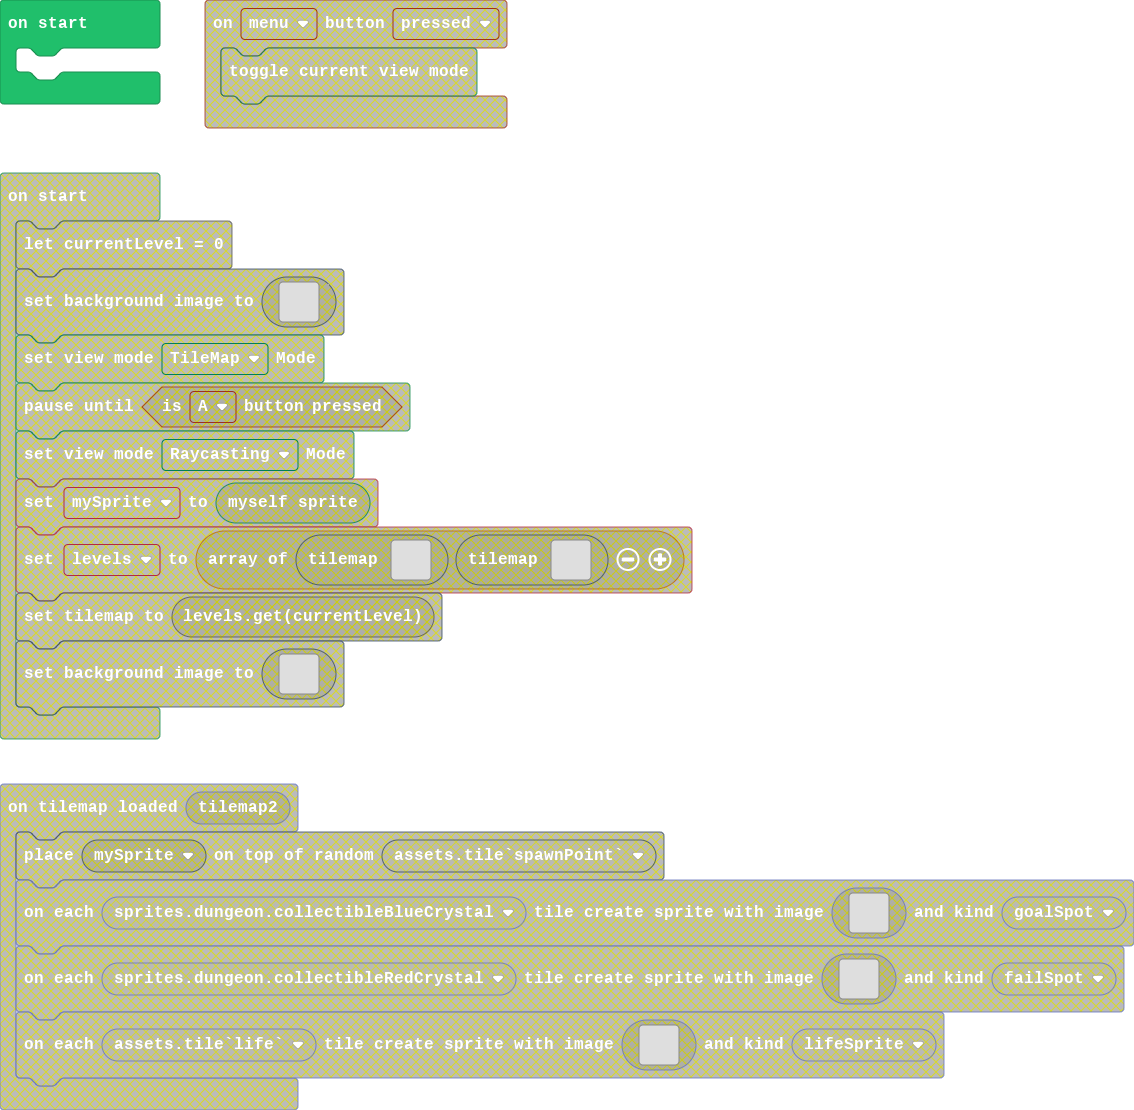 on start
on menu button pressed
toggle current view mode
on start
let currentLevel = 0
set background image to
set view mode TileMap Mode
pause until is A button pressed
set view mode Raycasting Mode
set mySprite to myself sprite
set levels to array of tilemap tilemap
set tilemap to levels.get(currentLevel)
set background image to
on tilemap loaded tilemap2
place mySprite on top of random assets.tile`spawnPoint`
on each sprites.dungeon.collectibleBlueCrystal tile create sprite with image and kind goalSpot
on each sprites.dungeon.collectibleRedCrystal tile create sprite with image and kind failSpot
on each assets.tile`life` tile create sprite with image and kind lifeSprite